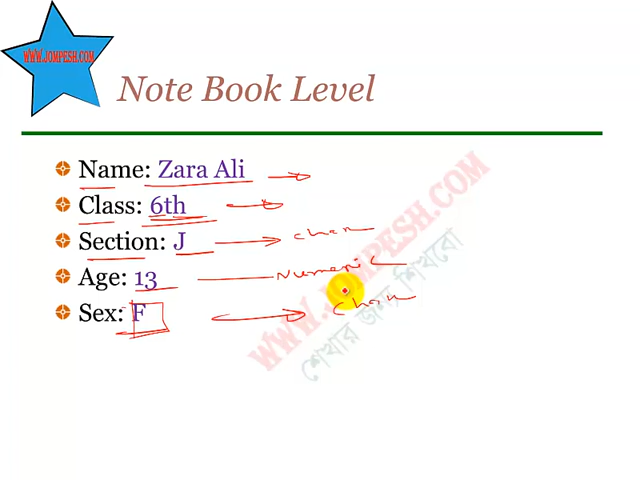 WWW.JOMPESH.COM
Note Book Level
Name: Zara Ali
Class: 6th
Section: J
char
Age: 13
Numeric
Sex: F
char
WWW.JOMPESH.COM
শেখার জন্য শিখবো